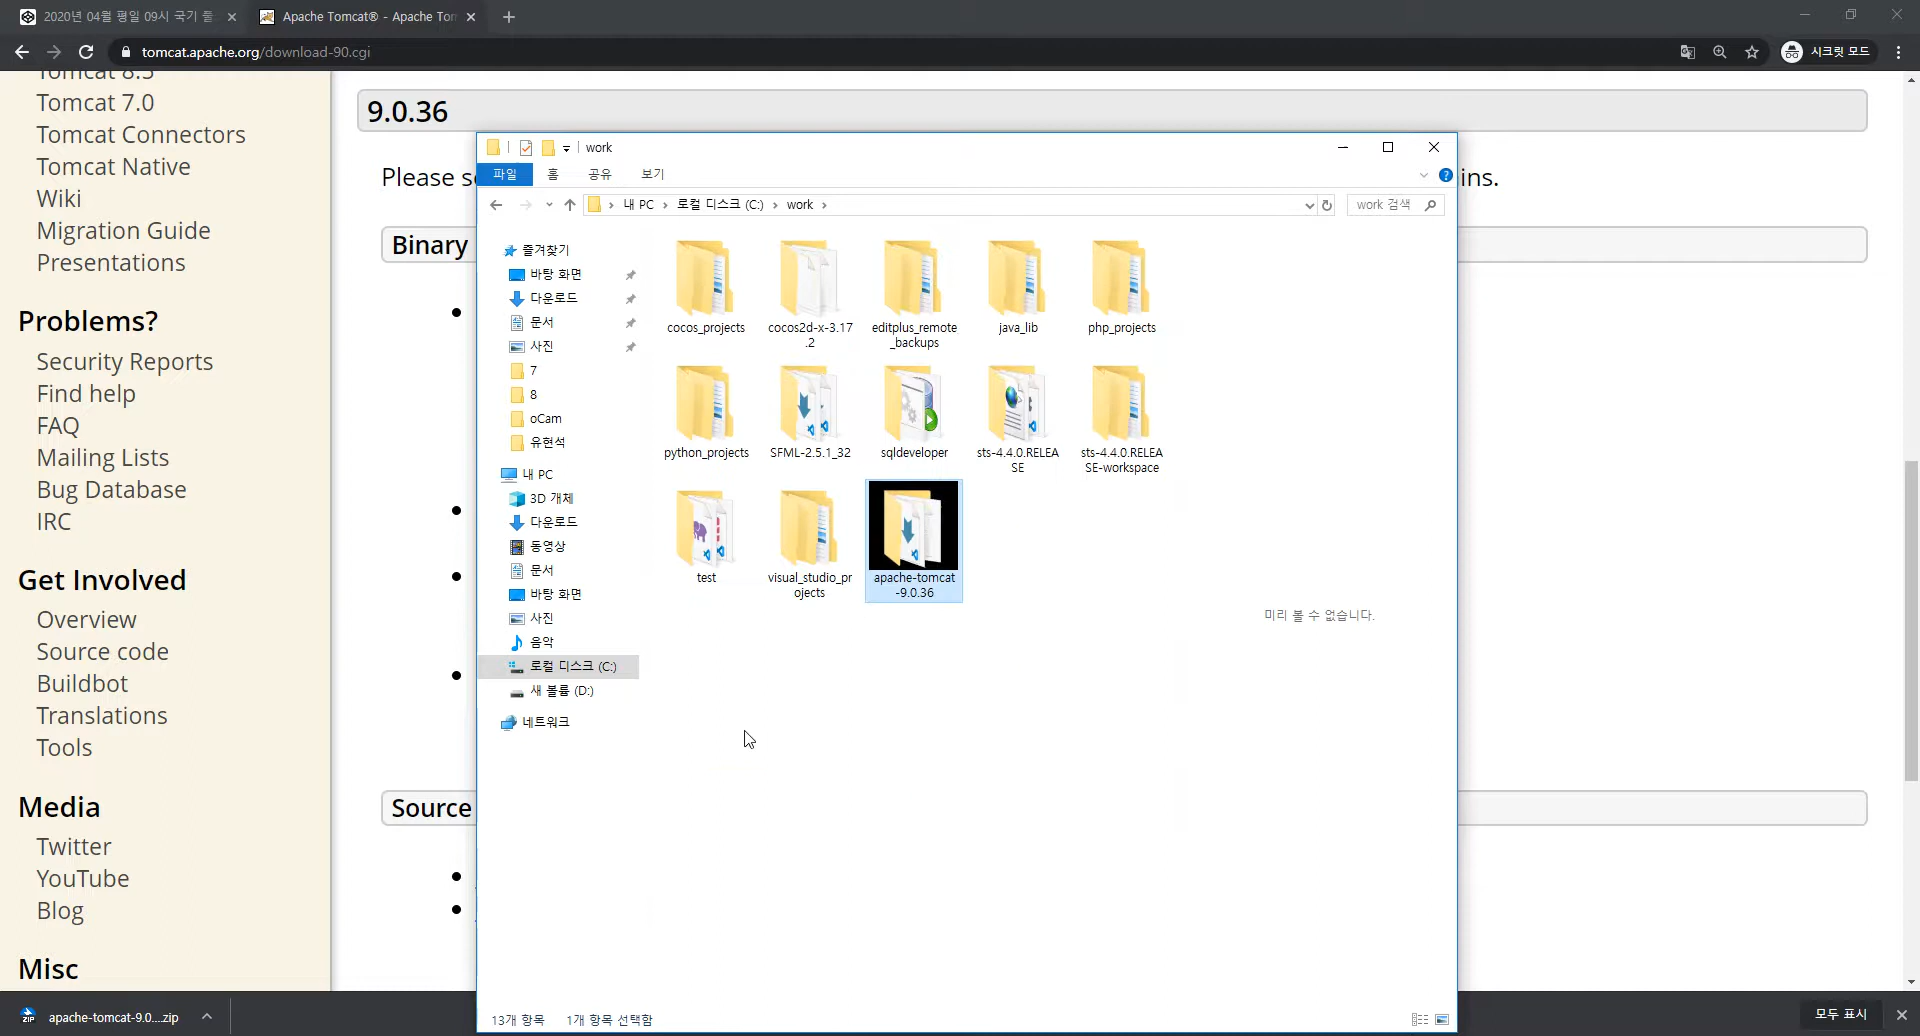 2020년 04월 평일 09시 국기
Apache Tomcat® - Apache Tom
tomcat.apache.org/download-90.cgi
시크릿 모드
Tomcat 8.5
Tomcat 7.0
Tomcat Connectors
Tomcat Native
Wiki
Migration Guide
Presentations
Problems?
Security Reports
Find help
FAQ
Mailing Lists
Bug Database
IRC
Get Involved
Overview
Source code
Buildbot
Translations
Tools
Media
Twitter
YouTube
Blog
Misc
9.0.36
Please
ins.
Binary
Source
work
파일 홈 공유 보기
내 PC 로컬 디스크 (C:) work
work 검색
즐겨찾기
바탕 화면
다운로드
문서
사진
7
8
oCam
유현석
내 PC
3D 개체
다운로드
동영상
문서
바탕 화면
사진
음악
로컬 디스크 (C:)
새 볼륨 (D:)
네트워크
cocos_projects
cocos2d-x-3.17
.2
editplus_remote
_backups
java_lib
php_projects
python_projects
SFML-2.5.1_32
sqldeveloper
sts-4.4.0.RELEA
SE
sts-4.4.0.RELEA
SE-workspace
test
visual_studio_pr
ojects
apache-tomcat
-9.0.36
미리 볼 수 없습니다.
13개 항목 1개 항목 선택함
ZIP
apache-tomcat-9.0....zip
모두 표시